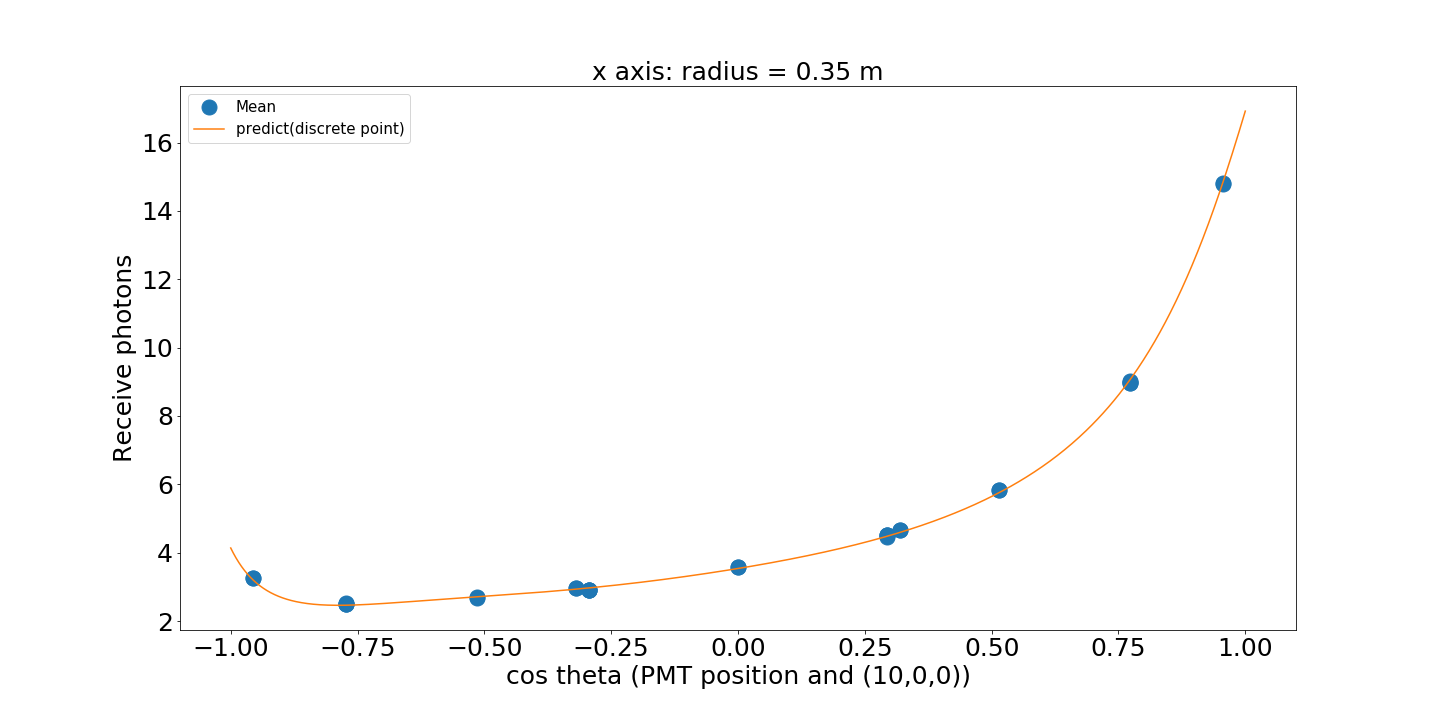 x axis: radius = 0.35 m
Mean
predict(discrete point)
Receive photons
16
14
12
10
8
6
4
2
−1.00 −0.75 −0.50 −0.25 0.00 0.25 0.50 0.75 1.00
cos theta (PMT position and (10,0,0))